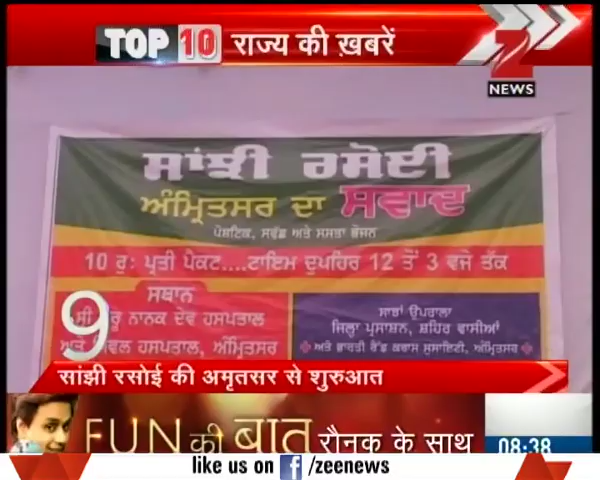 TOP 10 राज्य की ख़बरें
Z
NEWS
ਸਾਂਝੀ ਰਸੋਈ
ਅੰਮ੍ਰਿਤਸਰ ਦਾ ਸਵਾਦ
ਪੋਸ਼ਟਿਕ, ਸਵੱਛ ਅਤੇ ਸਸਤਾ ਭੋਜਨ
10 ਰੁ: ਪ੍ਰਤੀ ਪੈਕਟ....ਟਾਇਮ ਦੁਪਹਿਰ 12 ਤੋਂ 3 ਵਜੇ ਤੱਕ
ਸਥਾਨ
ਨਾਨਕ ਦੇਵ ਹਸਪਤਾਲ
ਅਤੇ ਹਸਪਤਾਲ, ਅੰਮ੍ਰਿਤਸਰ
ਸਾਝਾਂ ਉਪਰਾਲਾ
ਜਿਲ੍ਹਾ ਪ੍ਰਸਾਸ਼ਨ, ਸ਼ਹਿਰ ਵਾਸੀਆਂ
ਅਤੇ ਭਾਰਤੀ ਰੈੱਡ ਕਰਾਸ ਸੁਸਾਇਟੀ, ਅੰਮ੍ਰਿਤਸਰ
9
सांझी रसोई की अमृतसर से शुरुआत
FUN की बात रौनक के साथ
08:38
like us on f /zeenews